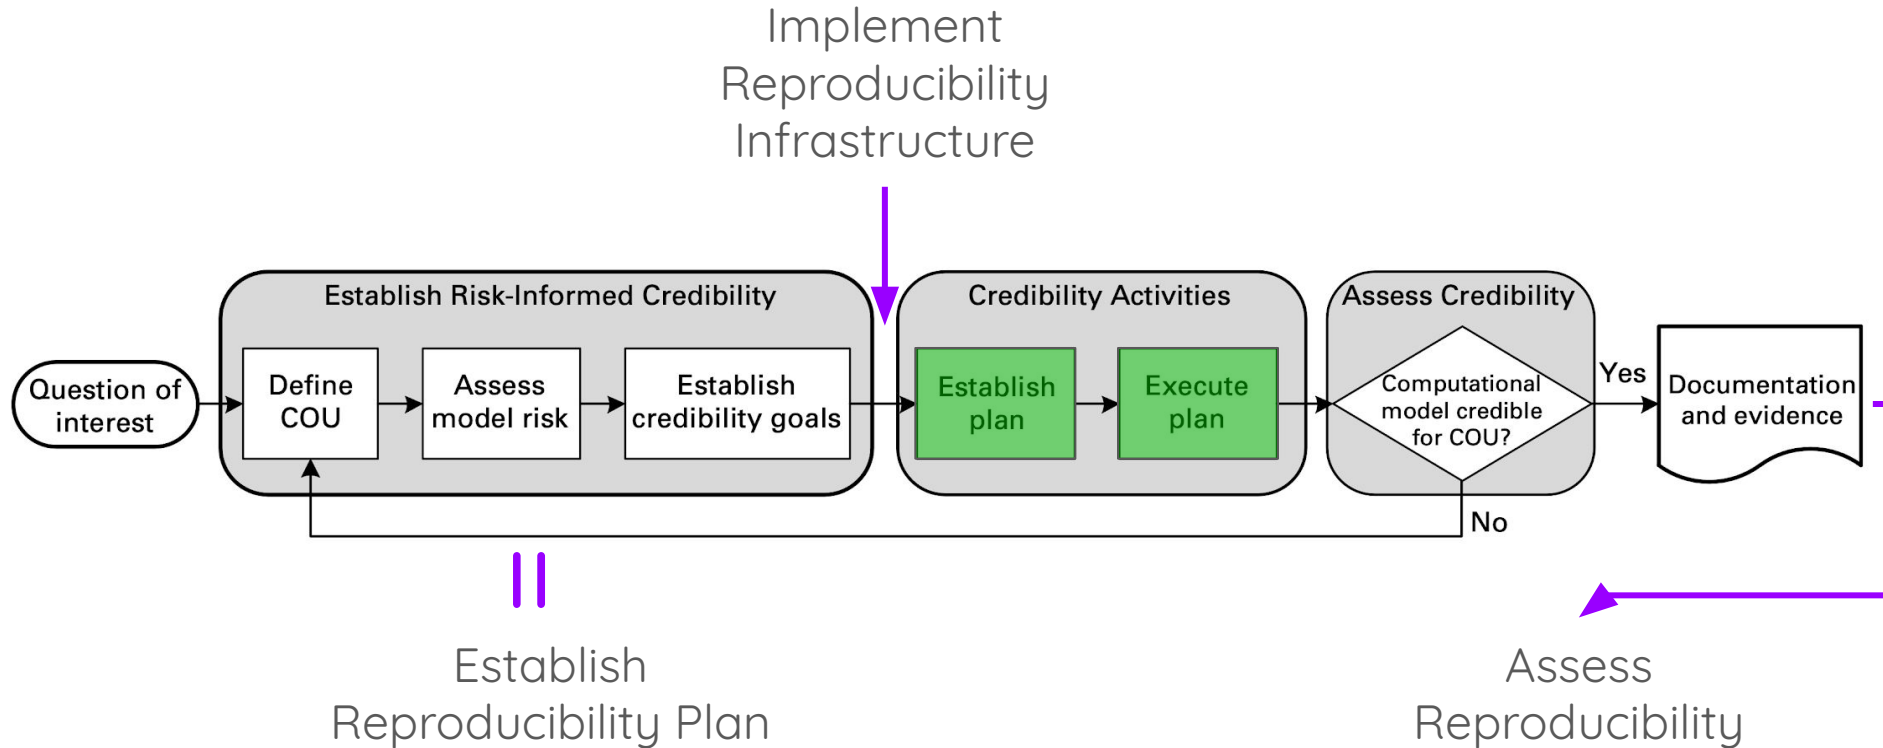 Implement
Reproducibility
Infrastructure
Establish Risk-Informed Credibility
Credibility Activities
Assess Credibility
Question of
interest
Define
COU
Assess
model risk
Establish
credibility goals
Establish
plan
Execute
plan
Computational
model credible
for COU?
Yes
Documentation
and evidence
No
Establish
Reproducibility Plan
Assess
Reproducibility